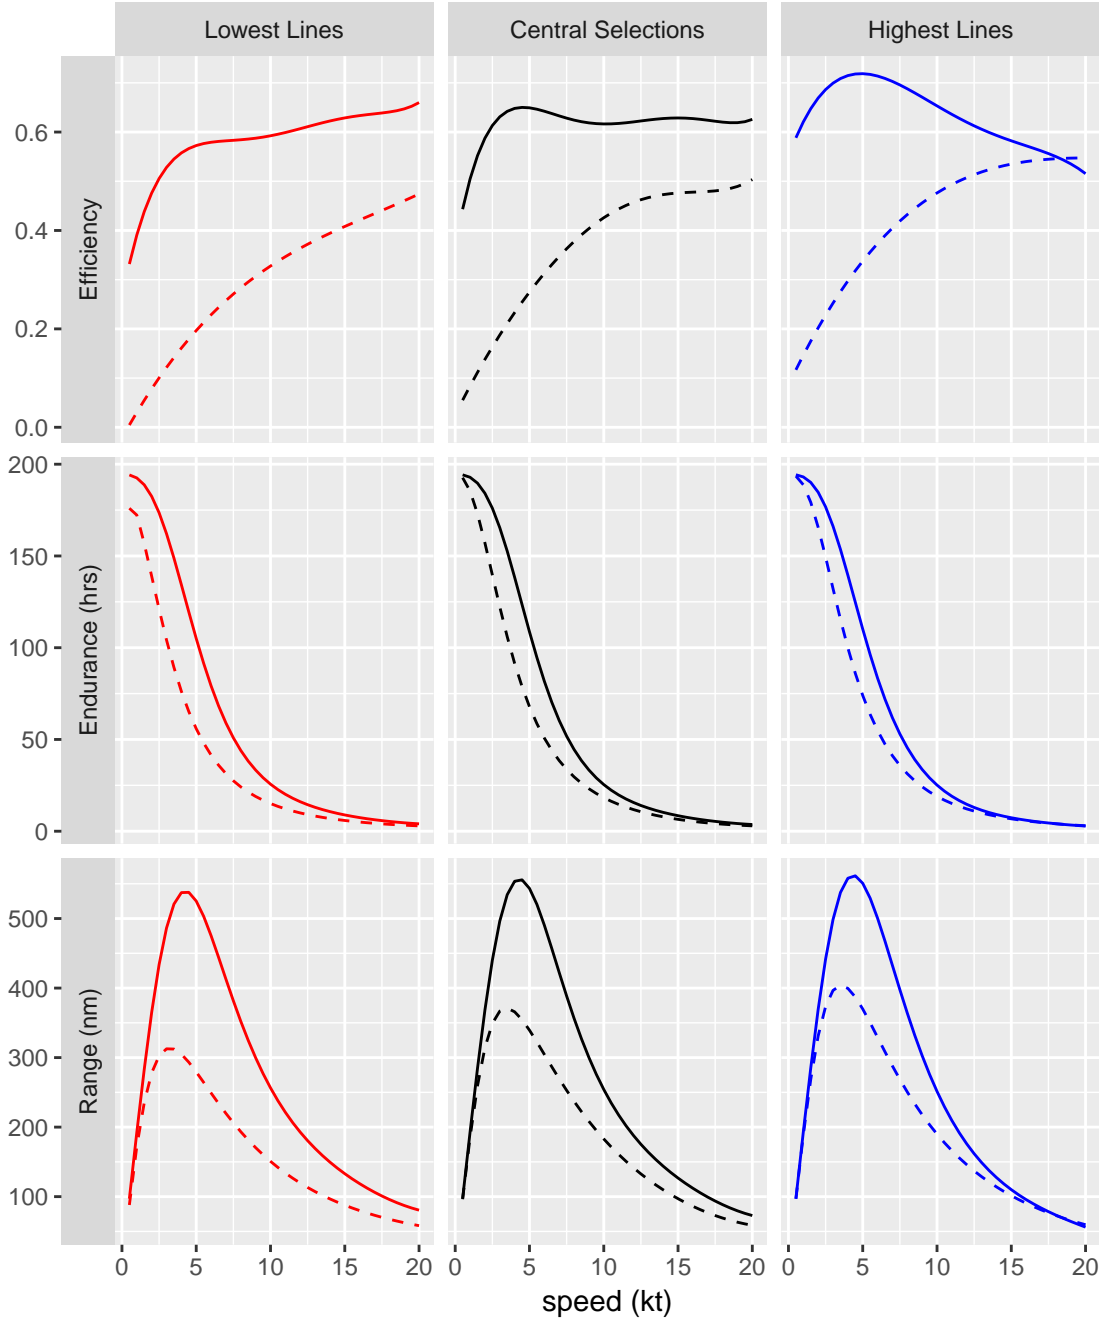 Lowest Lines Central Selections Highest Lines
Efficiency
0.6
0.4
0.2
0.0
Endurance (hrs)
200
150
100
50
0
Range (nm)
500
400
300
200
100
0 5 10 15 20 0 5 10 15 20 0 5 10 15 20
speed (kt)